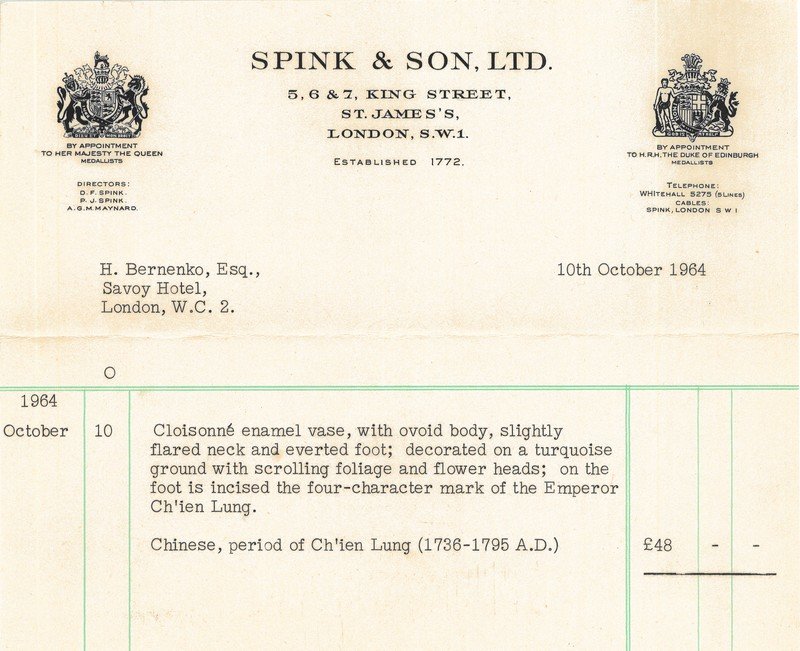 SPINK & SON, LTD.
5, 6 & 7, KING STREET,
ST. JAMES'S,
LONDON, S.W.1.
ESTABLISHED 1772.
BY APPOINTMENT
TO HER MAJESTY THE QUEEN
MEDALLISTS
DIRECTORS:
D. F. SPINK.
P. J. SPINK.
A. G. M. MAYNARD.
BY APPOINTMENT
TO H.R.H. THE DUKE OF EDINBURGH
MEDALLISTS
TELEPHONE:
WHITEHALL 5275 (5 LINES)
CABLES:
SPINK, LONDON S W 1
H. Bernenko, Esq.,
Savoy Hotel,
London, W.C. 2.
10th October 1964
O
1964
October 10 Cloisonné enamel vase, with ovoid body, slightly
flared neck and everted foot; decorated on a turquoise
ground with scrolling foliage and flower heads; on the
foot is incised the four-character mark of the Emperor
Ch'ien Lung.
Chinese, period of Ch'ien Lung (1736-1795 A.D.) £48 - -